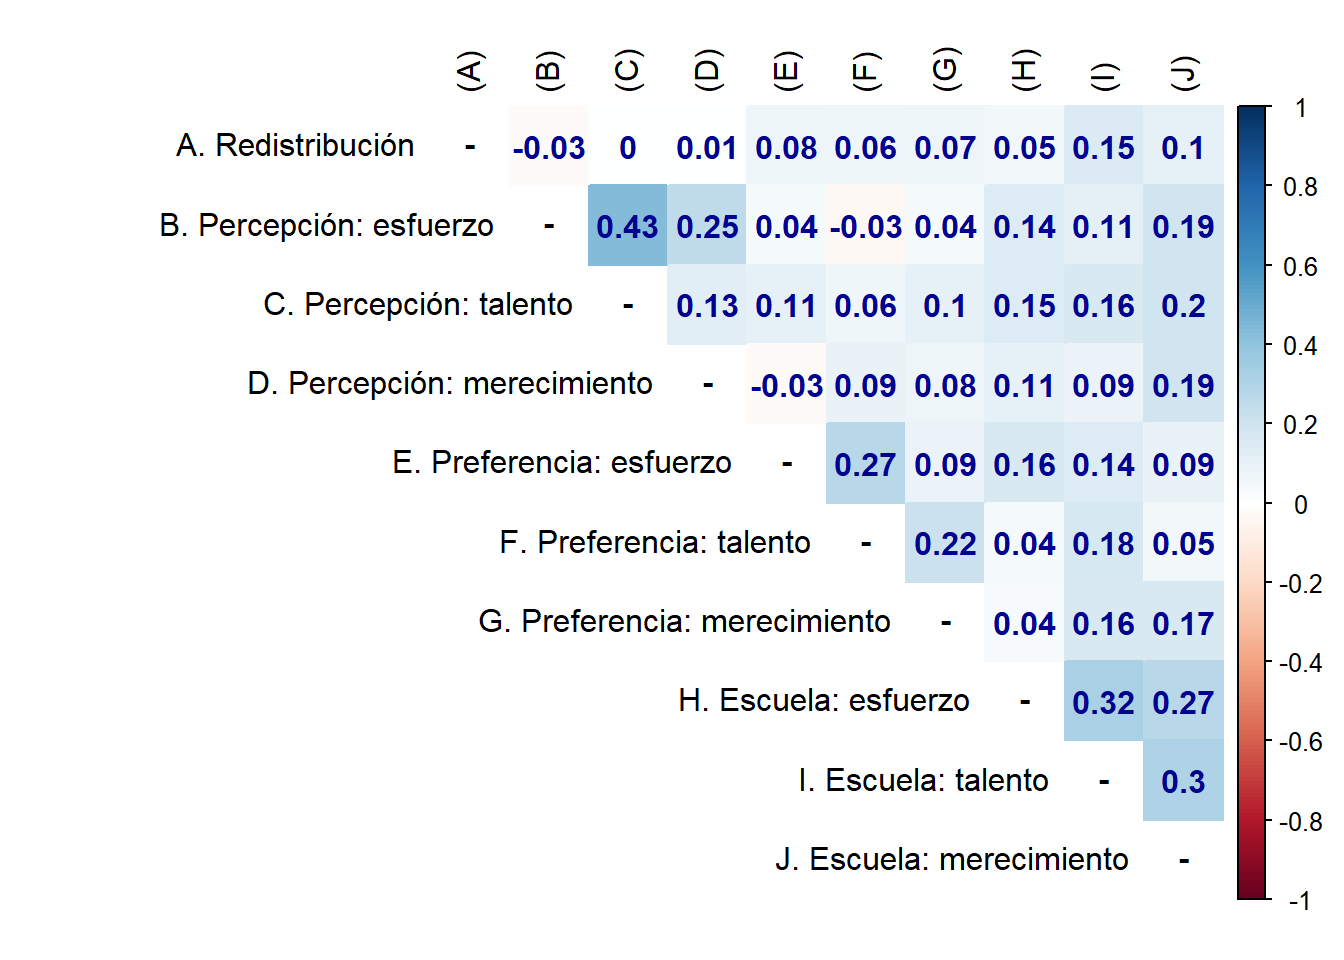 (A) (B) (C) (D) (E) (F) (G) (H) (I) (J)
A. Redistribución - -0.03 0 0.01 0.08 0.06 0.07 0.05 0.15 0.1
B. Percepción: esfuerzo - 0.43 0.25 0.04 -0.03 0.04 0.14 0.11 0.19
C. Percepción: talento - 0.13 0.11 0.06 0.1 0.15 0.16 0.2
D. Percepción: merecimiento - -0.03 0.09 0.08 0.11 0.09 0.19
E. Preferencia: esfuerzo - 0.27 0.09 0.16 0.14 0.09
F. Preferencia: talento - 0.22 0.04 0.18 0.05
G. Preferencia: merecimiento - 0.04 0.16 0.17
H. Escuela: esfuerzo - 0.32 0.27
I. Escuela: talento - 0.3
J. Escuela: merecimiento -
1
0.8
0.6
0.4
0.2
0
-0.2
-0.4
-0.6
-0.8
-1